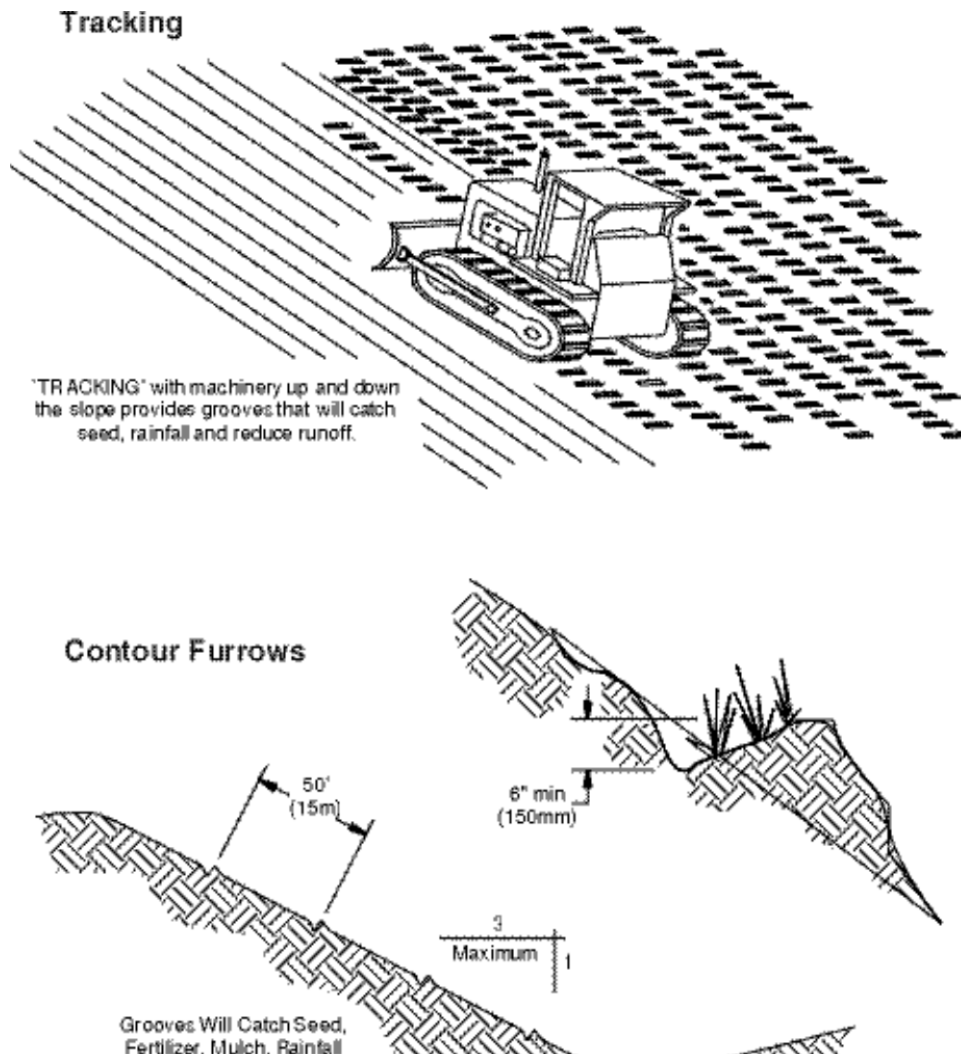 Tracking
"TRACKING" with machinery up and down
the slope provides grooves that will catch
seed, rainfall and reduce runoff.
Contour Furrows
6" min
(150mm)
50'
(15m)
3
Maximum
1
Grooves Will Catch Seed,
Fertilizer, Mulch, Rainfall